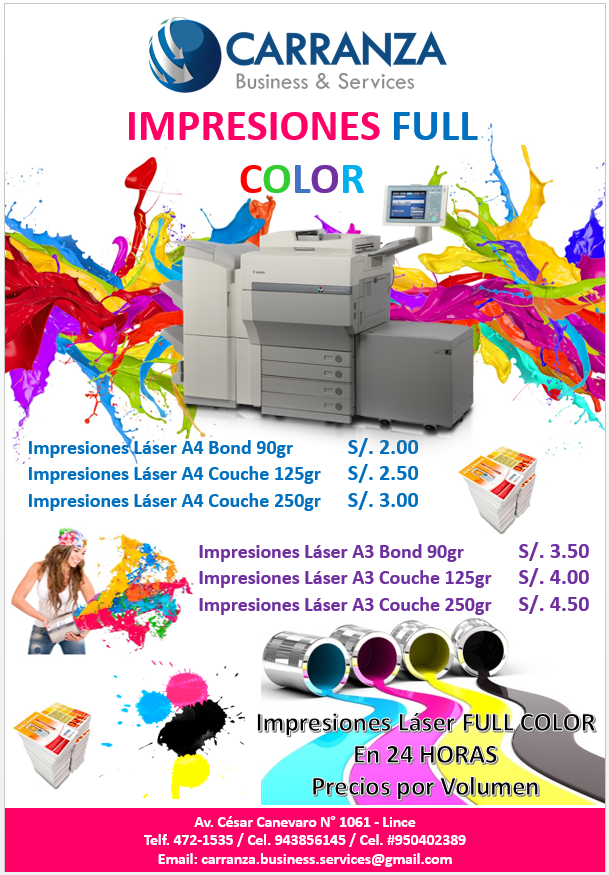 CARRANZA
Business & Services
IMPRESIONES FULL
COLOR
Canon
Impresiones Láser A4 Bond 90gr S/. 2.00
Impresiones Láser A4 Couche 125gr S/. 2.50
Impresiones Láser A4 Couche 250gr S/. 3.00
Impresiones Láser A3 Bond 90gr S/. 3.50
Impresiones Láser A3 Couche 125gr S/. 4.00
Impresiones Láser A3 Couche 250gr S/. 4.50
Impresiones Láser FULL COLOR
En 24 HORAS
Precios por Volumen
Av. César Canevaro N° 1061 - Lince
Telf. 472-1535 / Cel. 943856145 / Cel. #950402389
Email: carranza.business.services@gmail.com